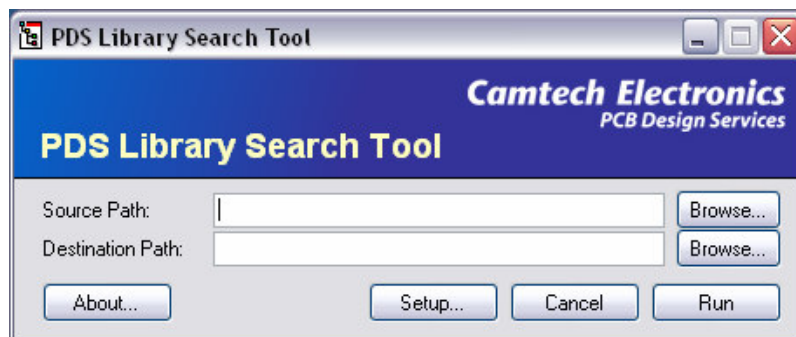 PDS Library Search Tool
Camtech Electronics
PCB Design Services
PDS Library Search Tool
Source Path:
Browse...
Destination Path:
Browse...
About...
Setup...
Cancel
Run